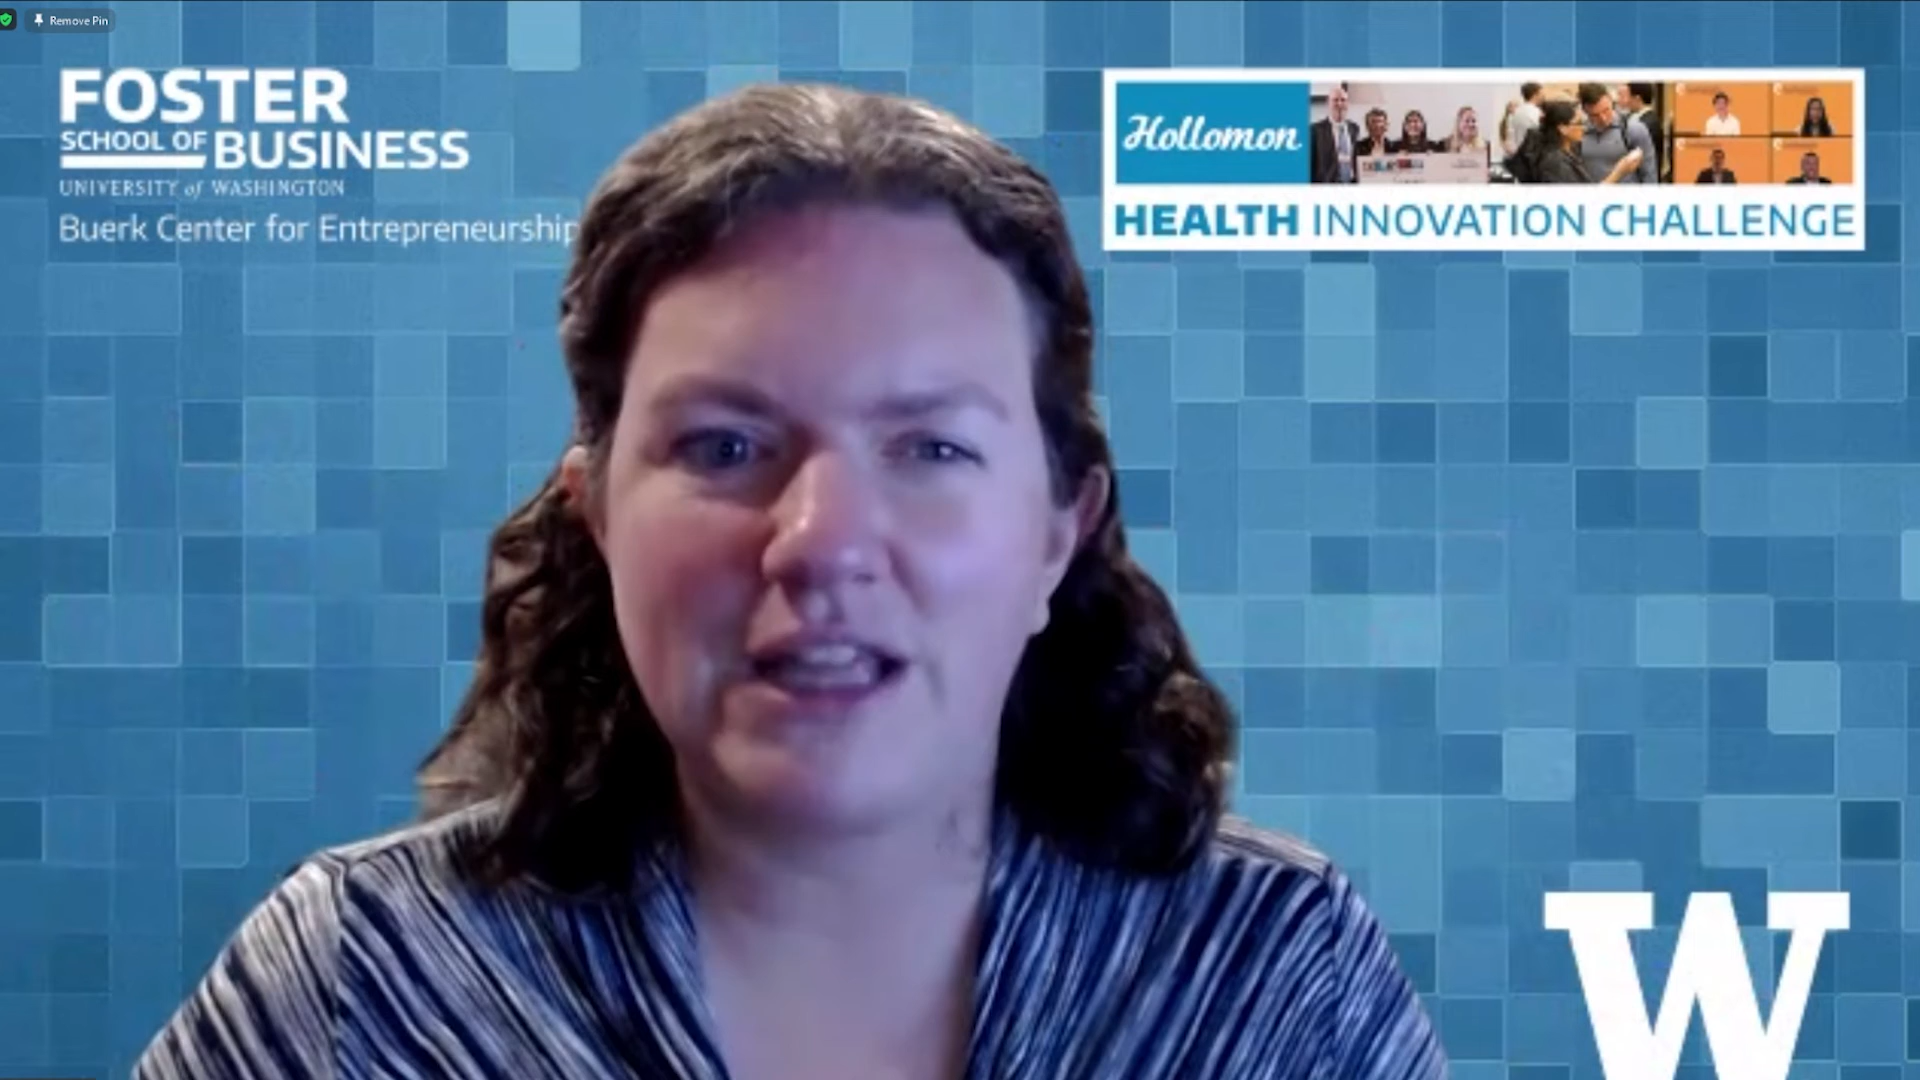 Remove Pin
FOSTER
SCHOOL OF BUSINESS
UNIVERSITY of WASHINGTON
Buerk Center for Entrepreneurship
Hollomon
HEALTH INNOVATION CHALLENGE
W